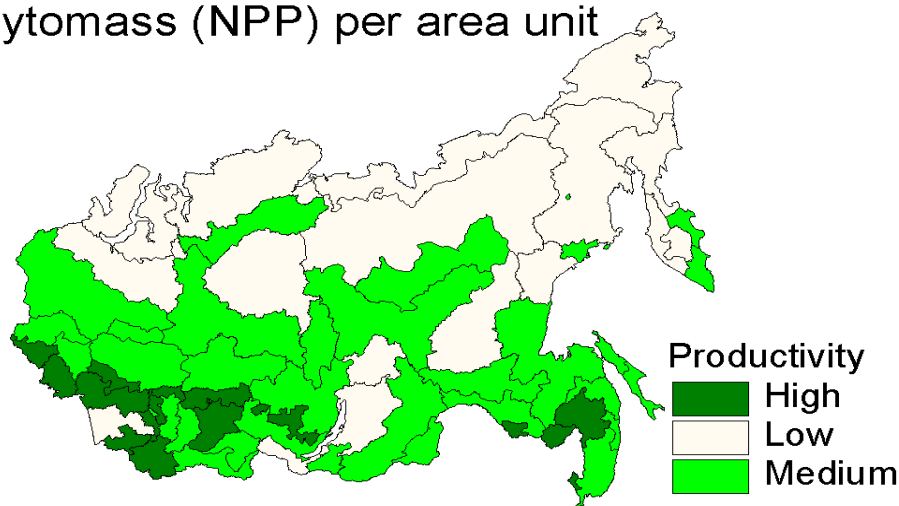 ytomass (NPP) per area unit
Productivity
High
Low
Medium